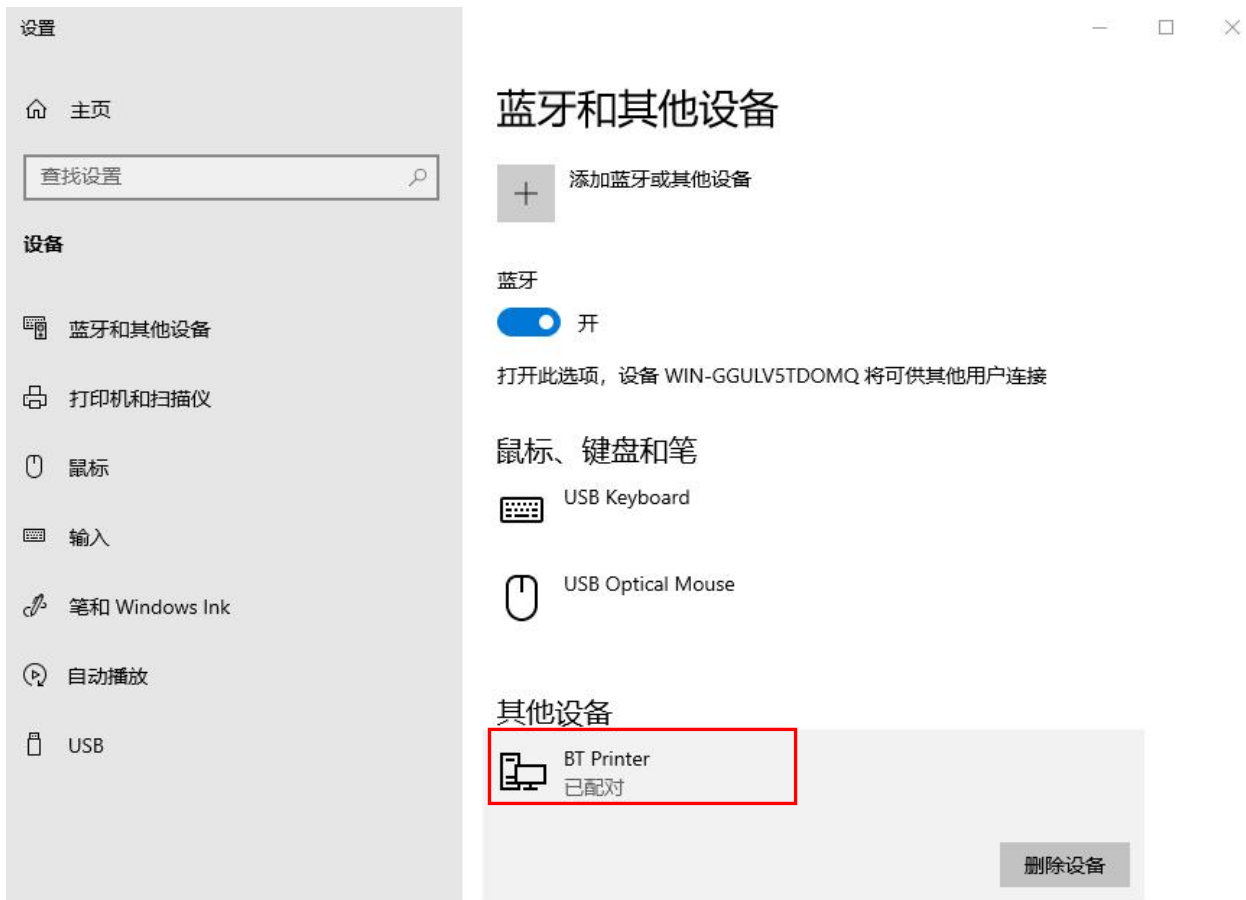 设置
主页
查找设置
设备
蓝牙和其他设备
打印机和扫描仪
鼠标
输入
笔和 Windows Ink
自动播放
USB
蓝牙和其他设备
添加蓝牙或其他设备
蓝牙
开
打开此选项，设备 WIN-GGULV5TDOMQ 将可供其他用户连接
鼠标、键盘和笔
USB Keyboard
USB Optical Mouse
其他设备
BT Printer
已配对
删除设备